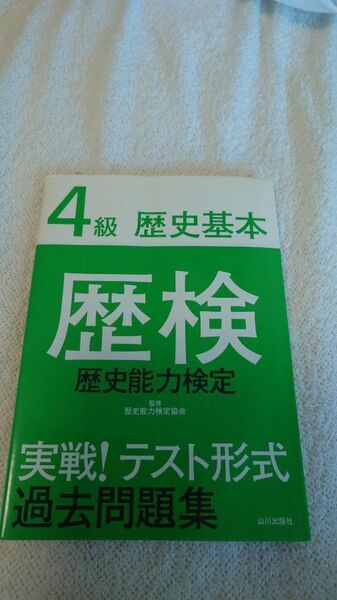 4級 歴史基本
歴検
歴史能力検定
監修
歴史能力検定協会
実戦！テスト形式
過去問題集
山川出版社